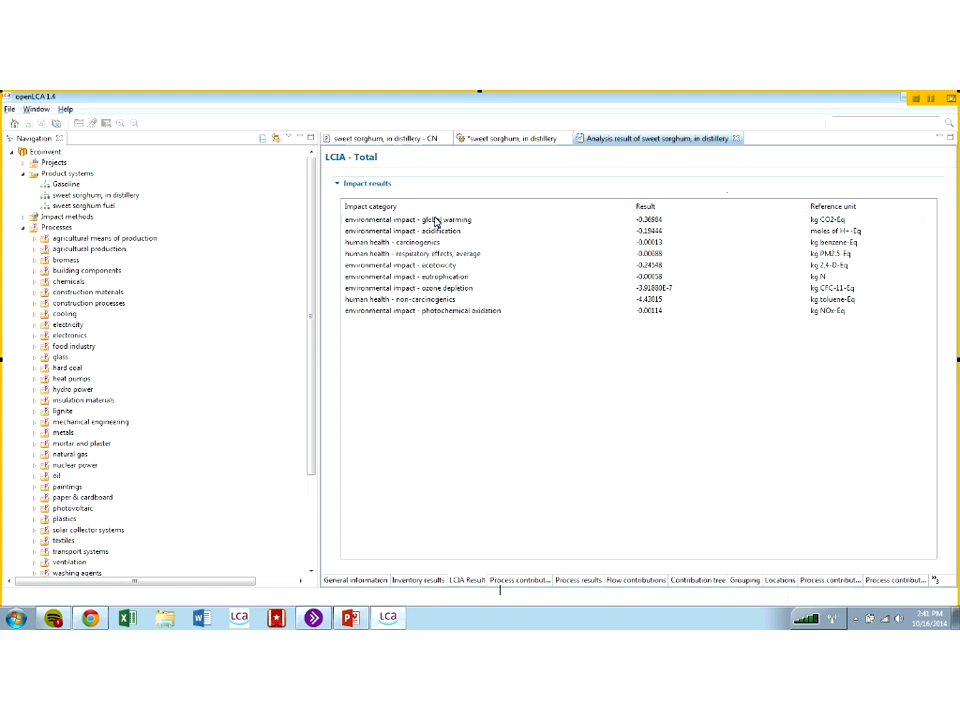 openLCA 1.4
File Window Help
Navigation
sweet sorghum, in distillery - CN
*sweet sorghum, in distillery
Analysis result of sweet sorghum, in distillery
Ecoinvent
Projects
Product systems
Gasoline
sweet sorghum, in distillery
sweet sorghum fuel
Impact methods
Processes
agricultural means of production
agricultural production
biomass
building components
chemicals
construction materials
construction processes
cooling
electricity
electronics
food industry
glass
hard coal
heat pumps
hydro power
insulation materials
lignite
mechanical engineering
metals
mortar and plaster
natural gas
nuclear power
oil
paintings
paper & cardboard
photovoltaic
plastics
solar collector systems
textiles
transport systems
ventilation
washing agents
LCIA - Total
Impact results
Impact category Result Reference unit
environmental impact - global warming -0.36984 kg CO2-Eq
environmental impact - acidification -0.19444 moles of H+-Eq
human health - carcinogenics -0.00013 kg benzene-Eq
human health - respiratory effects, average -0.00088 kg PM2.5-Eq
environmental impact - ecotoxicity -0.24548 kg 2,4-D-Eq
environmental impact - eutrophication -0.00058 kg N
environmental impact - ozone depletion kg CFC-11-Eq
human health - non-carcinogenics -4.43015 kg toluene-Eq
environmental impact - photochemical oxidation -0.00114 kg NOx-Eq
General information Inventory results LCIA Result Process contribut... Process results Flow contributions Contribution tree Grouping Locations Process contribut... Process contribut... »3
LCA
LCA
2:41 PM
10/16/2014